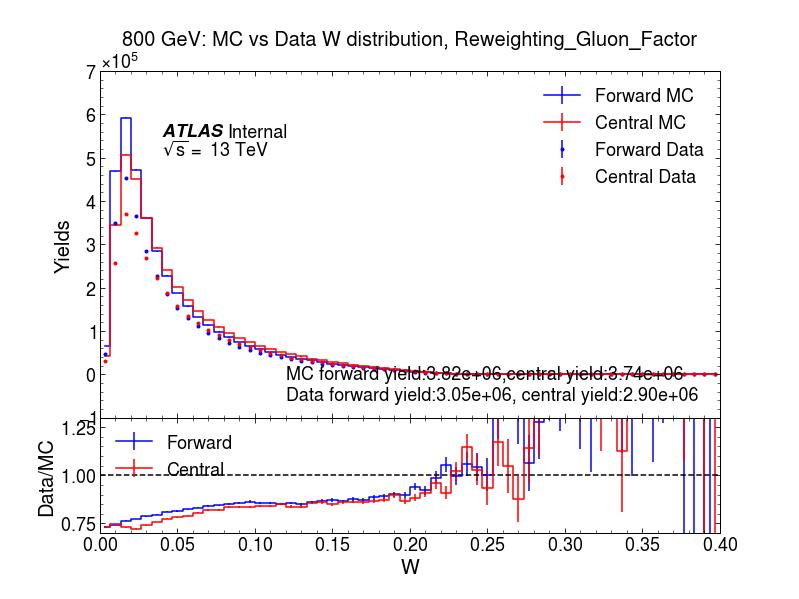 800 GeV: MC vs Data W distribution, Reweighting_Gluon_Factor
×10⁵
7
6
5
4
3
2
1
0
−1
Yields
ATLAS Internal
√s = 13 TeV
Forward MC
Central MC
Forward Data
Central Data
MC forward yield:3.82e+06,central yield:3.74e+06
Data forward yield:3.05e+06, central yield:2.90e+06
1.25
1.00
0.75
Data/MC
Forward
Central
0.00 0.05 0.10 0.15 0.20 0.25 0.30 0.35 0.40
W